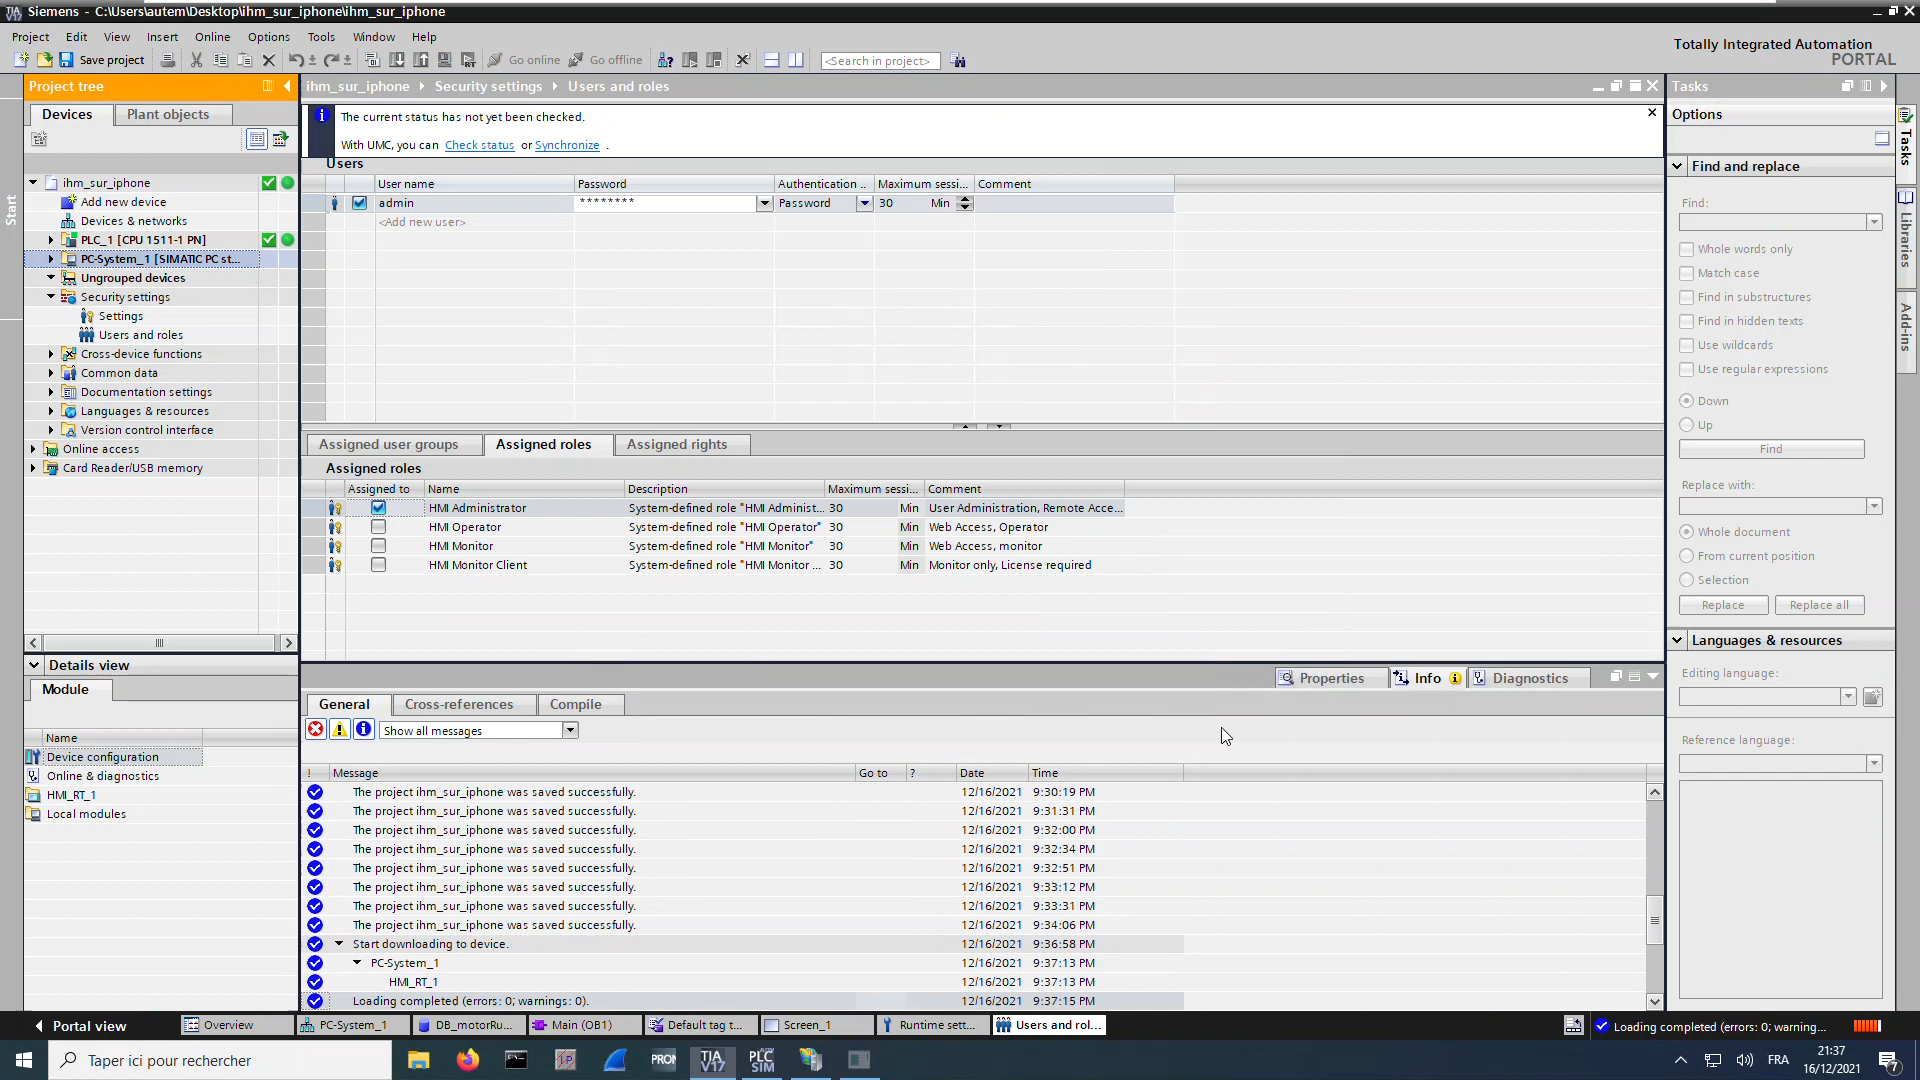 Siemens - C:\Users\autem\Desktop\ihm_sur_iphone\ihm_sur_iphone
Project Edit View Insert Online Options Tools Window Help
Totally Integrated Automation
PORTAL
Save project
Go online
Go offline
<Search in project>
Project tree
ihm_sur_iphone
Security settings
Users and roles
Tasks
Devices
Plant objects
Options
The current status has not yet been checked.
With UMC, you can Check status or Synchronize .
Start
ihm_sur_iphone
Add new device
Devices & networks
PLC_1 [CPU 1511-1 PN]
PC-System_1 [SIMATIC PC st...
Ungrouped devices
Security settings
Settings
Users and roles
Cross-device functions
Common data
Documentation settings
Languages & resources
Version control interface
Online access
Card Reader/USB memory
Users
User name Password Authentication .. Maximum sessi... Comment
admin ******** Password 30 Min
<Add new user>
Assigned user groups
Assigned roles
Assigned rights
Assigned roles
Assigned to Name Description Maximum sessi... Comment
HMI Administrator System-defined role "HMI Administ... 30 Min User Administration, Remote Acce...
HMI Operator System-defined role "HMI Operator" 30 Min Web Access, Operator
HMI Monitor System-defined role "HMI Monitor" 30 Min Web Access, monitor
HMI Monitor Client System-defined role "HMI Monitor ... 30 Min Monitor only, License required
Find and replace
Find:
Whole words only
Match case
Find in substructures
Find in hidden texts
Use wildcards
Use regular expressions
Down
Up
Find
Replace with:
Whole document
From current position
Selection
Replace
Replace all
Languages & resources
Editing language:
Reference language:
Tasks
Libraries
Add-ins
Details view
Module
Name
Device configuration
Online & diagnostics
HMI_RT_1
Local modules
Properties
Info
Diagnostics
General
Cross-references
Compile
Show all messages
! Message Go to ? Date Time
The project ihm_sur_iphone was saved successfully. 12/16/2021 9:30:19 PM
The project ihm_sur_iphone was saved successfully. 12/16/2021 9:31:31 PM
The project ihm_sur_iphone was saved successfully. 12/16/2021 9:32:00 PM
The project ihm_sur_iphone was saved successfully. 12/16/2021 9:32:34 PM
The project ihm_sur_iphone was saved successfully. 12/16/2021 9:32:51 PM
The project ihm_sur_iphone was saved successfully. 12/16/2021 9:33:12 PM
The project ihm_sur_iphone was saved successfully. 12/16/2021 9:33:31 PM
The project ihm_sur_iphone was saved successfully. 12/16/2021 9:34:06 PM
Start downloading to device. 12/16/2021 9:36:58 PM
PC-System_1 12/16/2021 9:37:13 PM
HMI_RT_1 12/16/2021 9:37:13 PM
Loading completed (errors: 0; warnings: 0). 12/16/2021 9:37:15 PM
Portal view
Overview
PC-System_1
DB_motorRu...
Main (OB1)
Default tag t...
Screen_1
Runtime sett...
Users and rol...
Loading completed (errors: 0; warning...
Taper ici pour rechercher
PRON
TIA V17
PLC SIM
FRA
21:37
16/12/2021
7